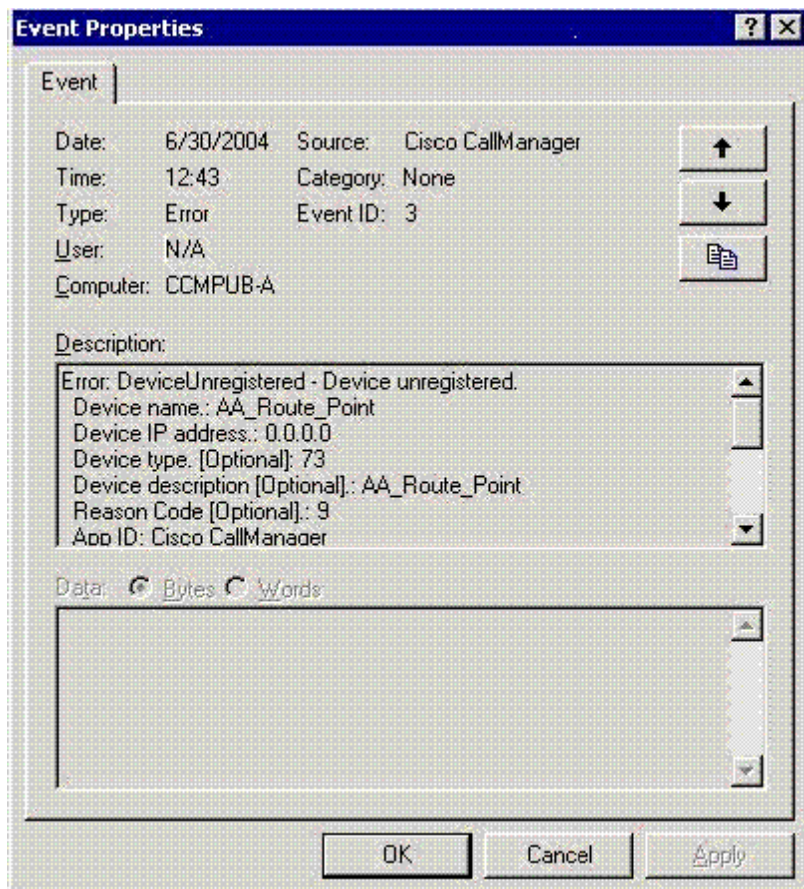 Event Properties
Event
Date: 6/30/2004 Source: Cisco CallManager
Time: 12:43 Category: None
Type: Error Event ID: 3
User: N/A
Computer: CCMPUB-A
Description:
Error: DeviceUnregistered - Device unregistered.
Device name.: AA_Route_Point
Device IP address.: 0.0.0.0
Device type. [Optional]: 73
Device description [Optional].: AA_Route_Point
Reason Code [Optional].: 9
App ID: Cisco CallManager
Data: Bytes Words
OK Cancel Apply